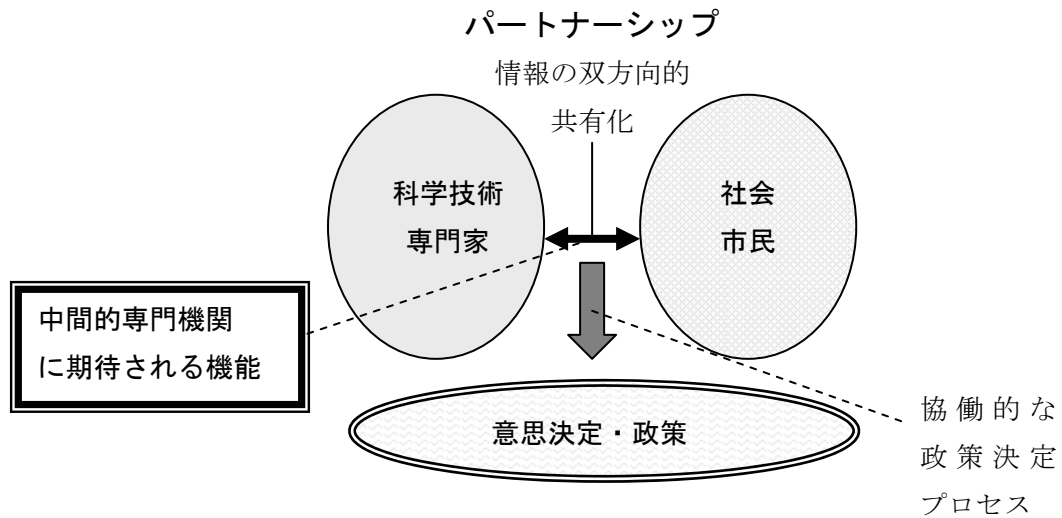 パートナーシップ
情報の双方向的
共有化
科学技術
専門家
社会
市民
中間的専門機関
に期待される機能
意思決定・政策
協働的な
政策決定
プロセス